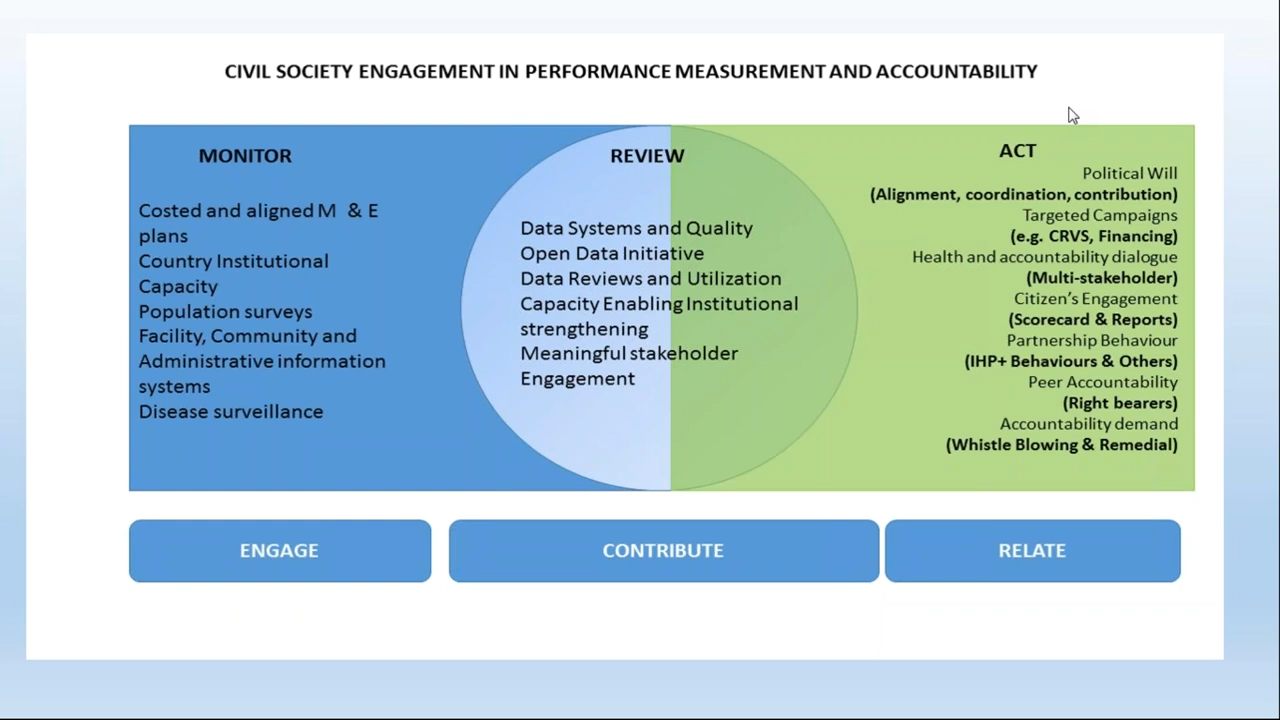 CIVIL SOCIETY ENGAGEMENT IN PERFORMANCE MEASUREMENT AND ACCOUNTABILITY
MONITOR
Costed and aligned M & E
plans
Country Institutional
Capacity
Population surveys
Facility, Community and
Administrative information
systems
Disease surveillance
REVIEW
Data Systems and Quality
Open Data Initiative
Data Reviews and Utilization
Capacity Enabling Institutional
strengthening
Meaningful stakeholder
Engagement
ACT
Political Will
(Alignment, coordination, contribution)
Targeted Campaigns
(e.g. CRVS, Financing)
Health and accountability dialogue
(Multi-stakeholder)
Citizen's Engagement
(Scorecard & Reports)
Partnership Behaviour
(IHP+ Behaviours & Others)
Peer Accountability
(Right bearers)
Accountability demand
(Whistle Blowing & Remedial)
ENGAGE
CONTRIBUTE
RELATE